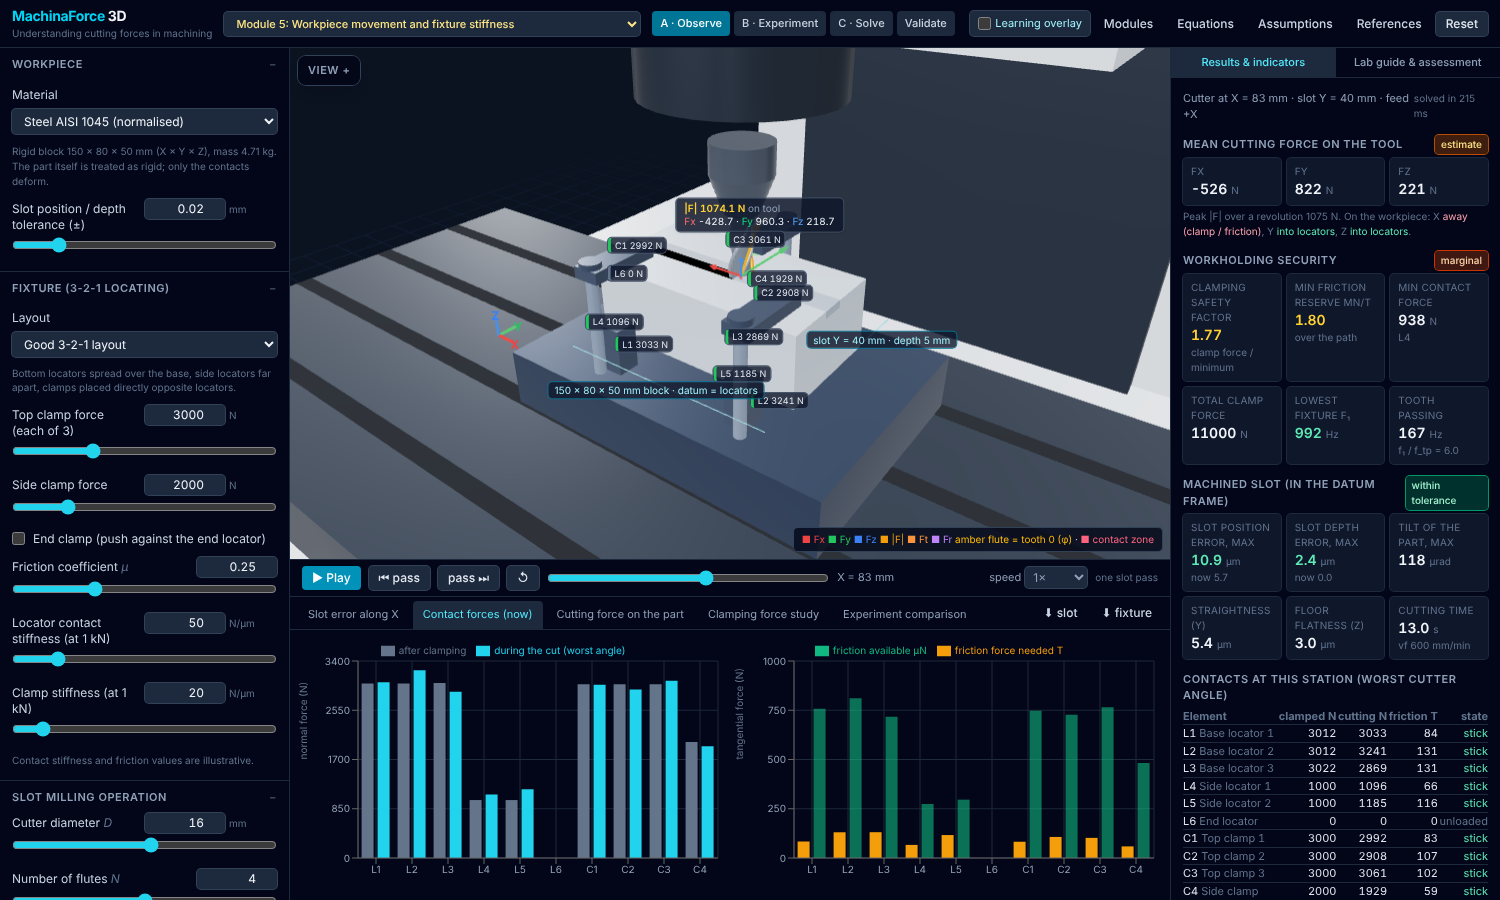 MachinaForce 3D
Understanding cutting forces in machining
Module 5: Workpiece movement and fixture stiffness
A · Observe
B · Experiment
C · Solve
Validate
Learning overlay
Modules
Equations
Assumptions
References
Reset
WORKPIECE
−
Material
Steel AISI 1045 (normalised)
Rigid block 150 × 80 × 50 mm (X × Y × Z), mass 4.71 kg.
The part itself is treated as rigid; only the contacts
deform.
Slot position / depth
tolerance (±)
0.02 mm
FIXTURE (3-2-1 LOCATING)
−
Layout
Good 3-2-1 layout
Bottom locators spread over the base, side locators far
apart, clamps placed directly opposite locators.
Top clamp force
(each of 3)
3000 N
Side clamp force
2000 N
End clamp (push against the end locator)
Friction coefficient μ
0.25
Locator contact
stiffness (at 1 kN)
50 N/μm
Clamp stiffness (at 1
kN)
20 N/μm
Contact stiffness and friction values are illustrative.
SLOT MILLING OPERATION
−
Cutter diameter D
16 mm
Number of flutes N
4
VIEW +
|F| 1074.1 N on tool
Fx -428.7 · Fy 960.3 · Fz 218.7
C1 2992 N
C3 3061 N
L6 0 N
C4 1929 N
C2 2908 N
Z
Y
X
L4 1096 N
L3 2869 N
L1 3033 N
slot Y = 40 mm · depth 5 mm
L5 1185 N
150 × 80 × 50 mm block · datum = locators
L2 3241 N
Fx Fy Fz |F| Ft Fr amber flute = tooth 0 (φ) · contact zone
▶ Play
⏮ pass
pass ⏭
↺
X = 83 mm
speed
1×
one slot pass
Slot error along X
Contact forces (now)
Cutting force on the part
Clamping force study
Experiment comparison
⬇ slot
⬇ fixture
after clamping
during the cut (worst angle)
normal force (N)
3400
2550
1700
850
0
L1 L2 L3 L4 L5 L6 C1 C2 C3 C4
friction available μN
friction force needed T
tangential force (N)
1000
750
500
250
0
L1 L2 L3 L4 L5 L6 C1 C2 C3 C4
Results & indicators
Lab guide & assessment
Cutter at X = 83 mm · slot Y = 40 mm · feed
+X
solved in 215
ms
MEAN CUTTING FORCE ON THE TOOL
estimate
FX
-526 N
FY
822 N
FZ
221 N
Peak |F| over a revolution 1075 N. On the workpiece: X away
(clamp / friction), Y into locators, Z into locators.
WORKHOLDING SECURITY
marginal
CLAMPING
SAFETY
FACTOR
1.77
clamp force /
minimum
MIN FRICTION
RESERVE ΜN/T
1.80
over the path
MIN CONTACT
FORCE
938 N
L4
TOTAL CLAMP
FORCE
11000 N
LOWEST
FIXTURE F₁
992 Hz
TOOTH
PASSING
167 Hz
f₁ / f_tp = 6.0
MACHINED SLOT (IN THE DATUM
FRAME)
within
tolerance
SLOT POSITION
ERROR, MAX
10.9 μm
now 5.7
SLOT DEPTH
ERROR, MAX
2.4 μm
now 0.0
TILT OF THE
PART, MAX
118 μrad
STRAIGHTNESS
(Y)
5.4 μm
FLOOR
FLATNESS (Z)
3.0 μm
CUTTING TIME
13.0 s
vf 600 mm/min
CONTACTS AT THIS STATION (WORST CUTTER
ANGLE)
Element clamped N cutting N friction T state
L1 Base locator 1 3012 3033 84 stick
L2 Base locator 2 3012 3241 131 stick
L3 Base locator 3 3022 2869 131 stick
L4 Side locator 1 1000 1096 66 stick
L5 Side locator 2 1000 1185 116 stick
L6 End locator 0 0 0 unloaded
C1 Top clamp 1 3000 2992 83 stick
C2 Top clamp 2 3000 2908 107 stick
C3 Top clamp 3 3000 3061 102 stick
C4 Side clamp 2000 1929 59 stick